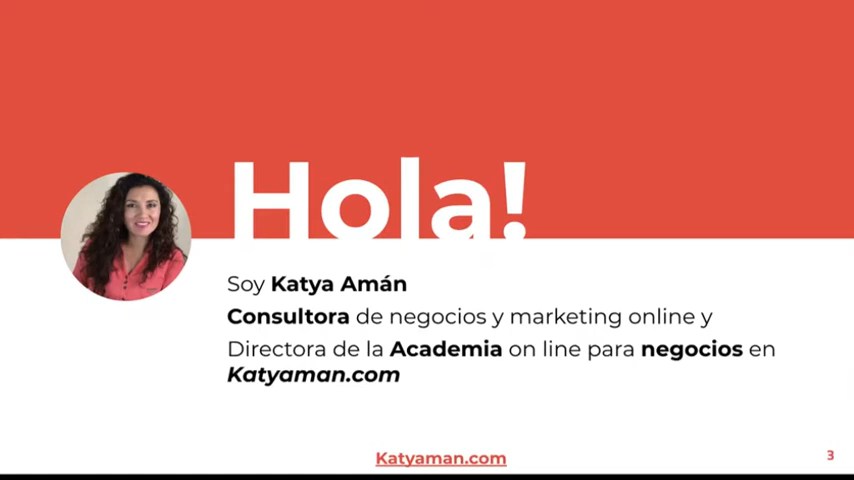 Hola!
Soy Katya Amán
Consultora de negocios y marketing online y
Directora de la Academia on line para negocios en
Katyaman.com
Katyaman.com
3